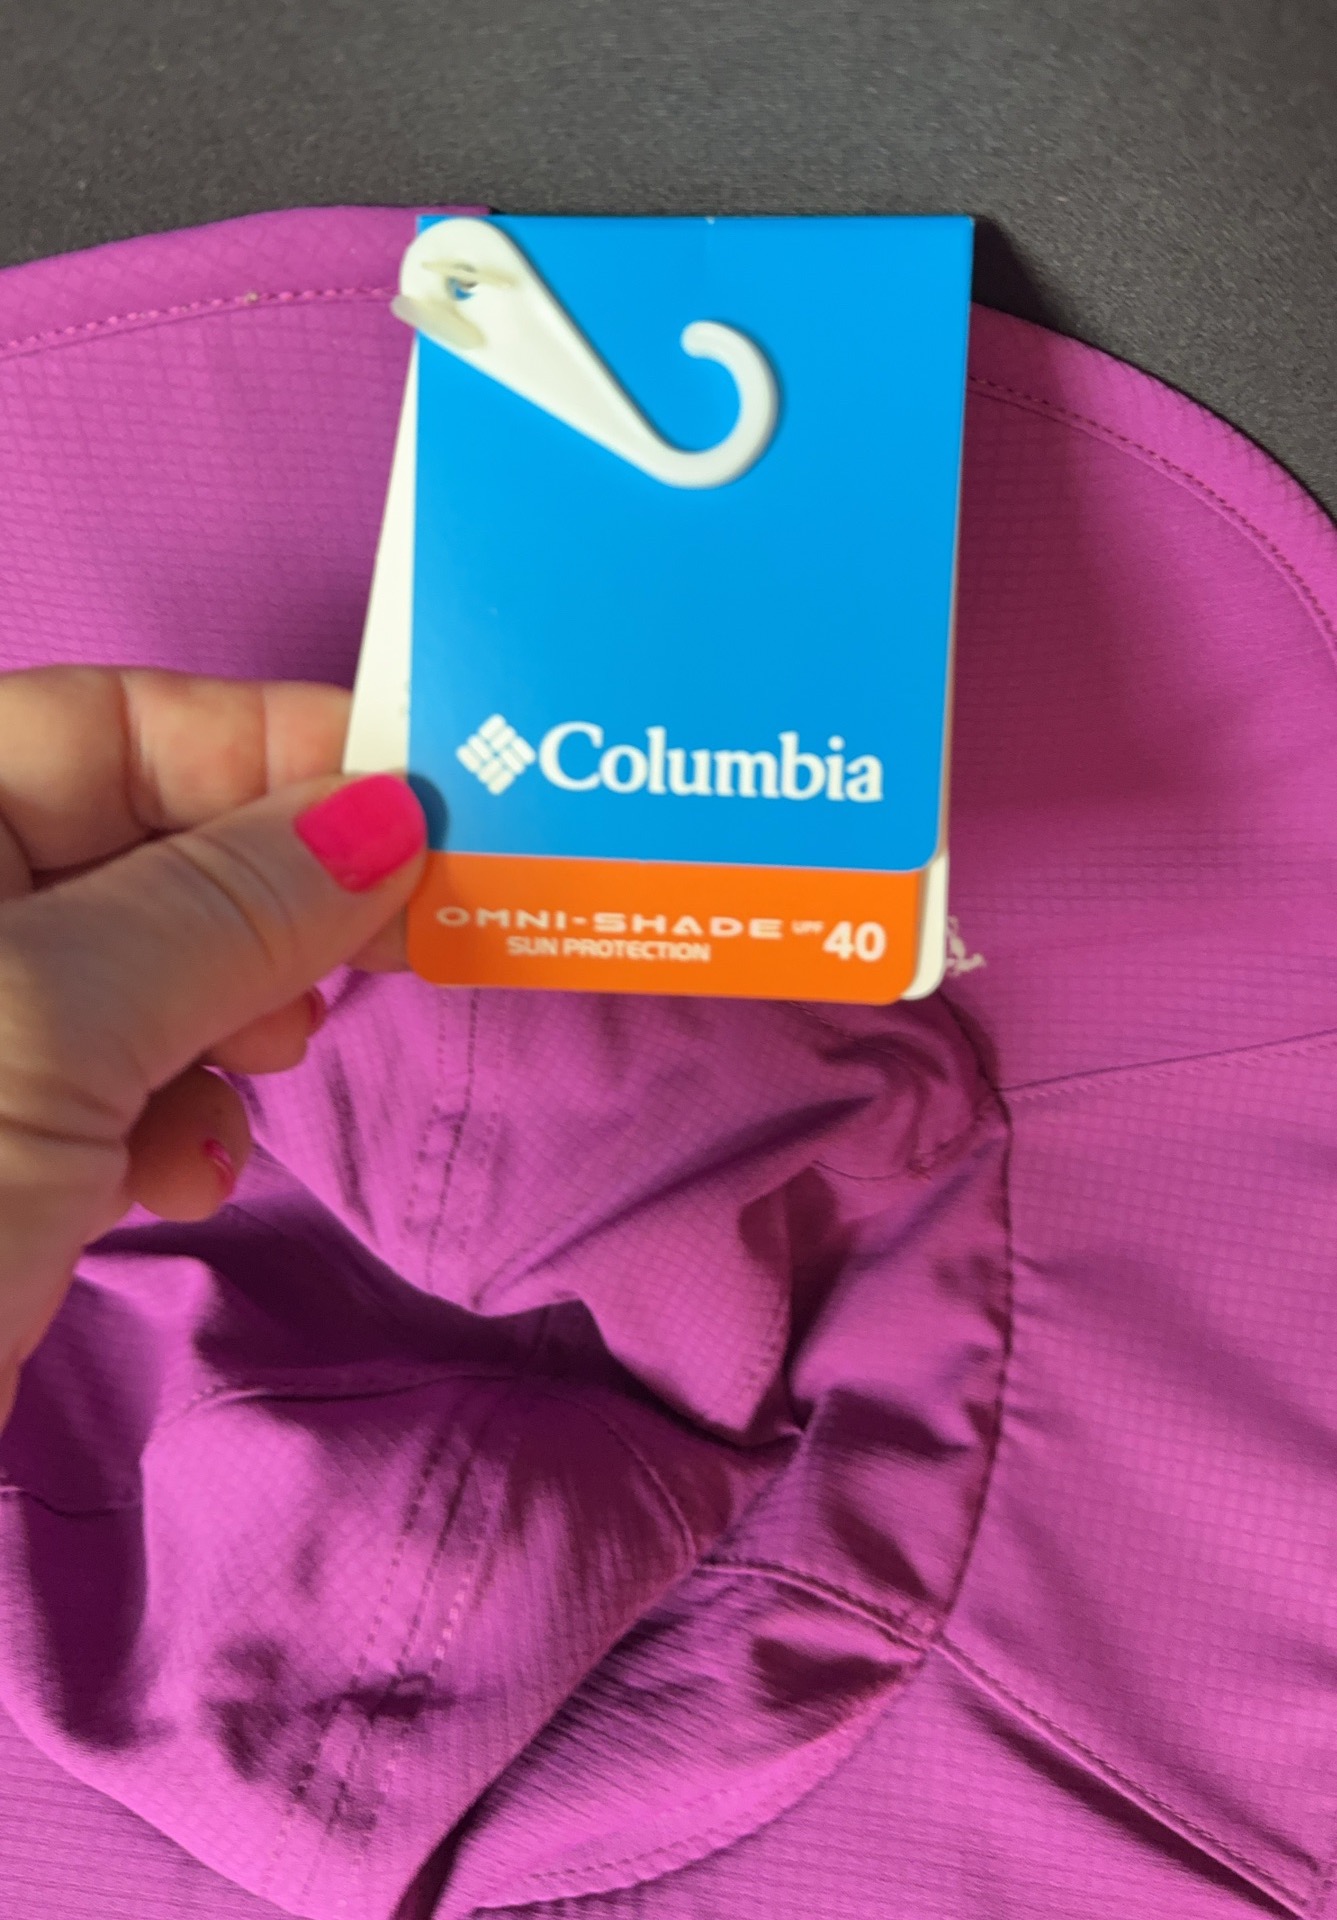 Columbia
OMNI-SHADE UPF 40
SUN PROTECTION